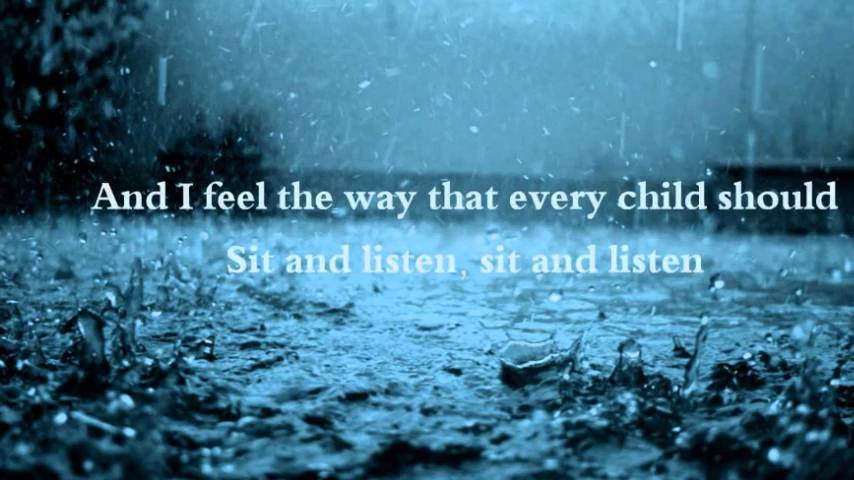 And I feel the way that every child should
Sit and listen, sit and listen